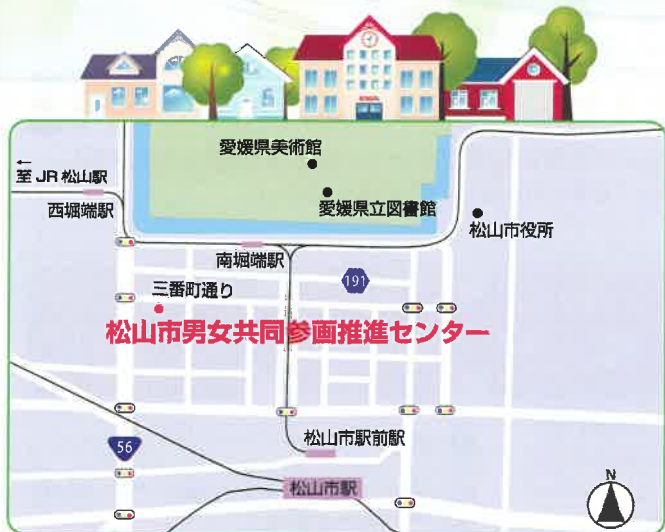 愛媛県美術館
←
至 JR 松山駅
愛媛県立図書館
西堀端駅
松山市役所
南堀端駅
191
三番町通り
松山市男女共同参画推進センター
松山市駅前駅
56
松山市駅
N